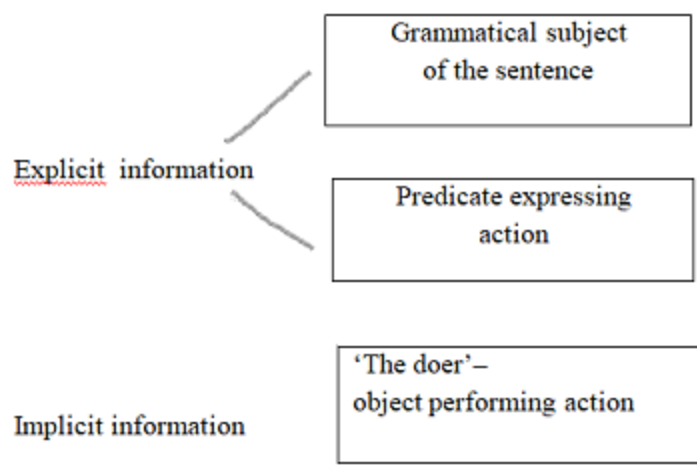 Grammatical subject
of the sentence
Explicit information
Predicate expressing
action
‘The doer’–
object performing action
Implicit information